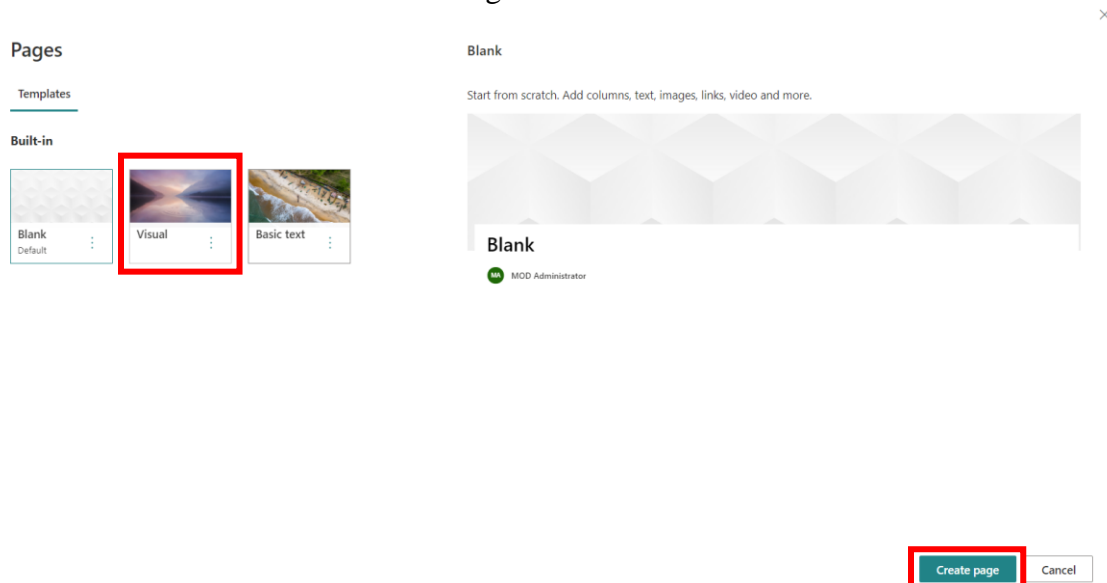 Pages
Templates
Built-in
Blank
Default
Visual
Basic text
Blank
Start from scratch. Add columns, text, images, links, video and more.
Blank
MA MOD Administrator
Create page Cancel